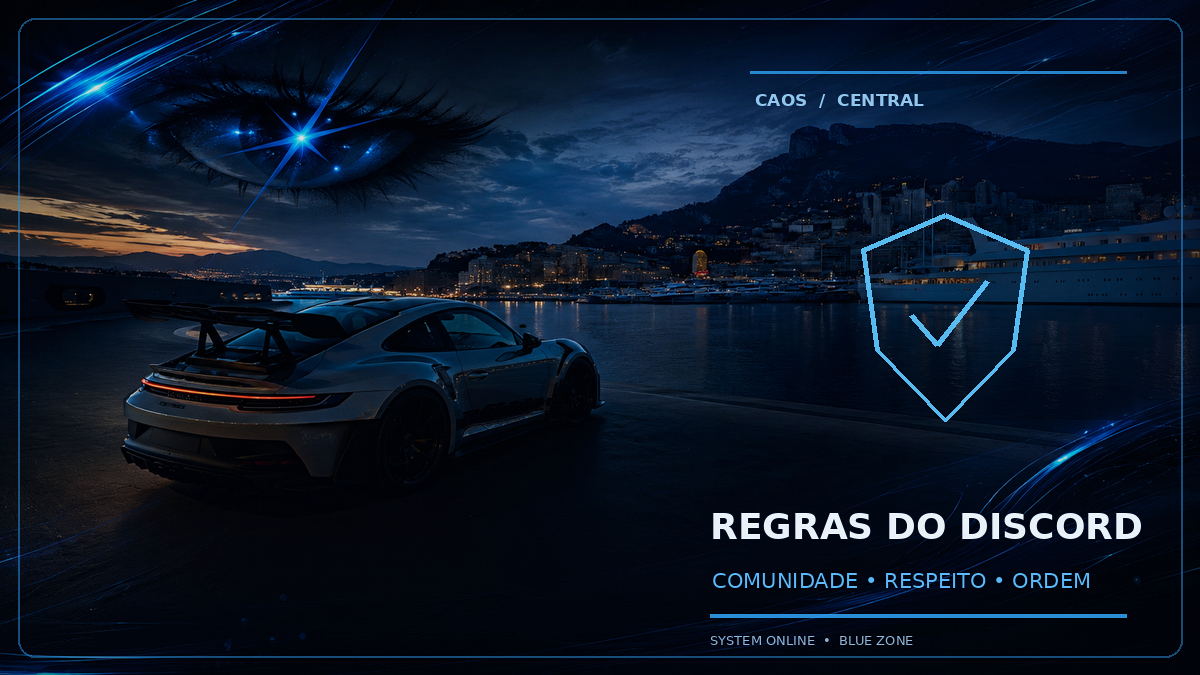 CAOS / CENTRAL
REGRAS DO DISCORD
COMUNIDADE • RESPEITO • ORDEM
SYSTEM ONLINE • BLUE ZONE